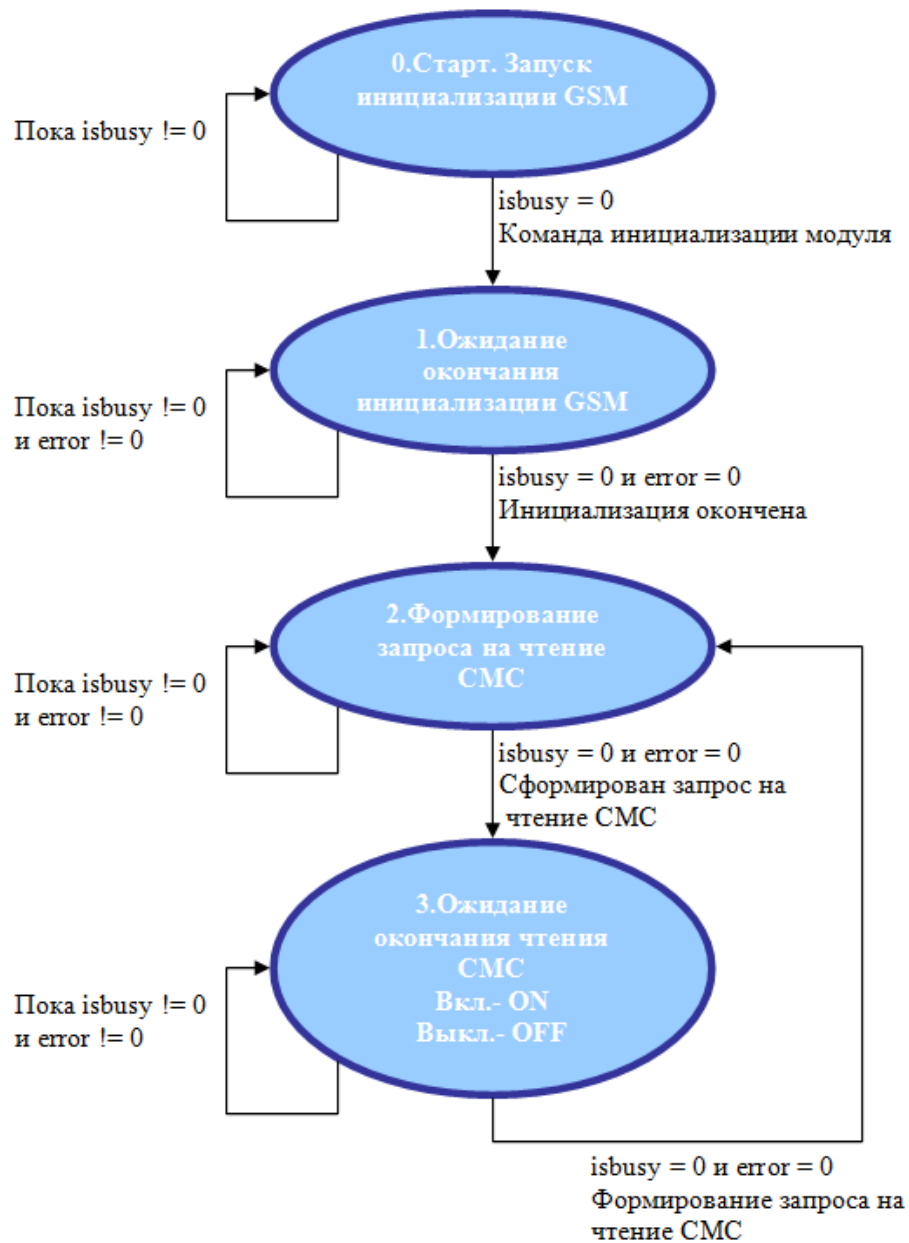 0.Старт. Запуск
инициализации GSM
Пока isbusy != 0
isbusy = 0
Команда инициализации модуля
1.Ожидание
окончания
инициализации GSM
Пока isbusy != 0
и error != 0
isbusy = 0 и error = 0
Инициализация окончена
2.Формирование
запроса на чтение
СМС
Пока isbusy != 0
и error != 0
isbusy = 0 и error = 0
Сформирован запрос на
чтение СМС
3.Ожидание
окончания чтения
СМС
Вкл.- ON
Выкл.- OFF
Пока isbusy != 0
и error != 0
isbusy = 0 и error = 0
Формирование запроса на
чтение СМС